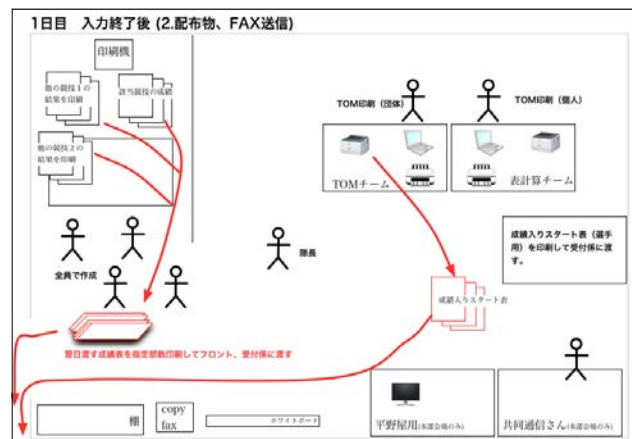 1日目 入力終了後 (2.配布物、FAX送信)
印刷機
他の競技1の
結果を印刷
該当競技の成績
他の競技2の
結果を印刷
TOM印刷（団体）
TOM印刷（個人）
TOMチーム
表計算チーム
成績入りスタート表（選手
用）を印刷して受付係に渡
す。
隊長
全員で作成
成績入りスタート表
翌日渡す成績表を指定部数印刷してフロント、受付係に渡す
棚
copy
fax
ホワイトボード
平野屋用(本部会場のみ)
共同通信さん(本部会場のみ)